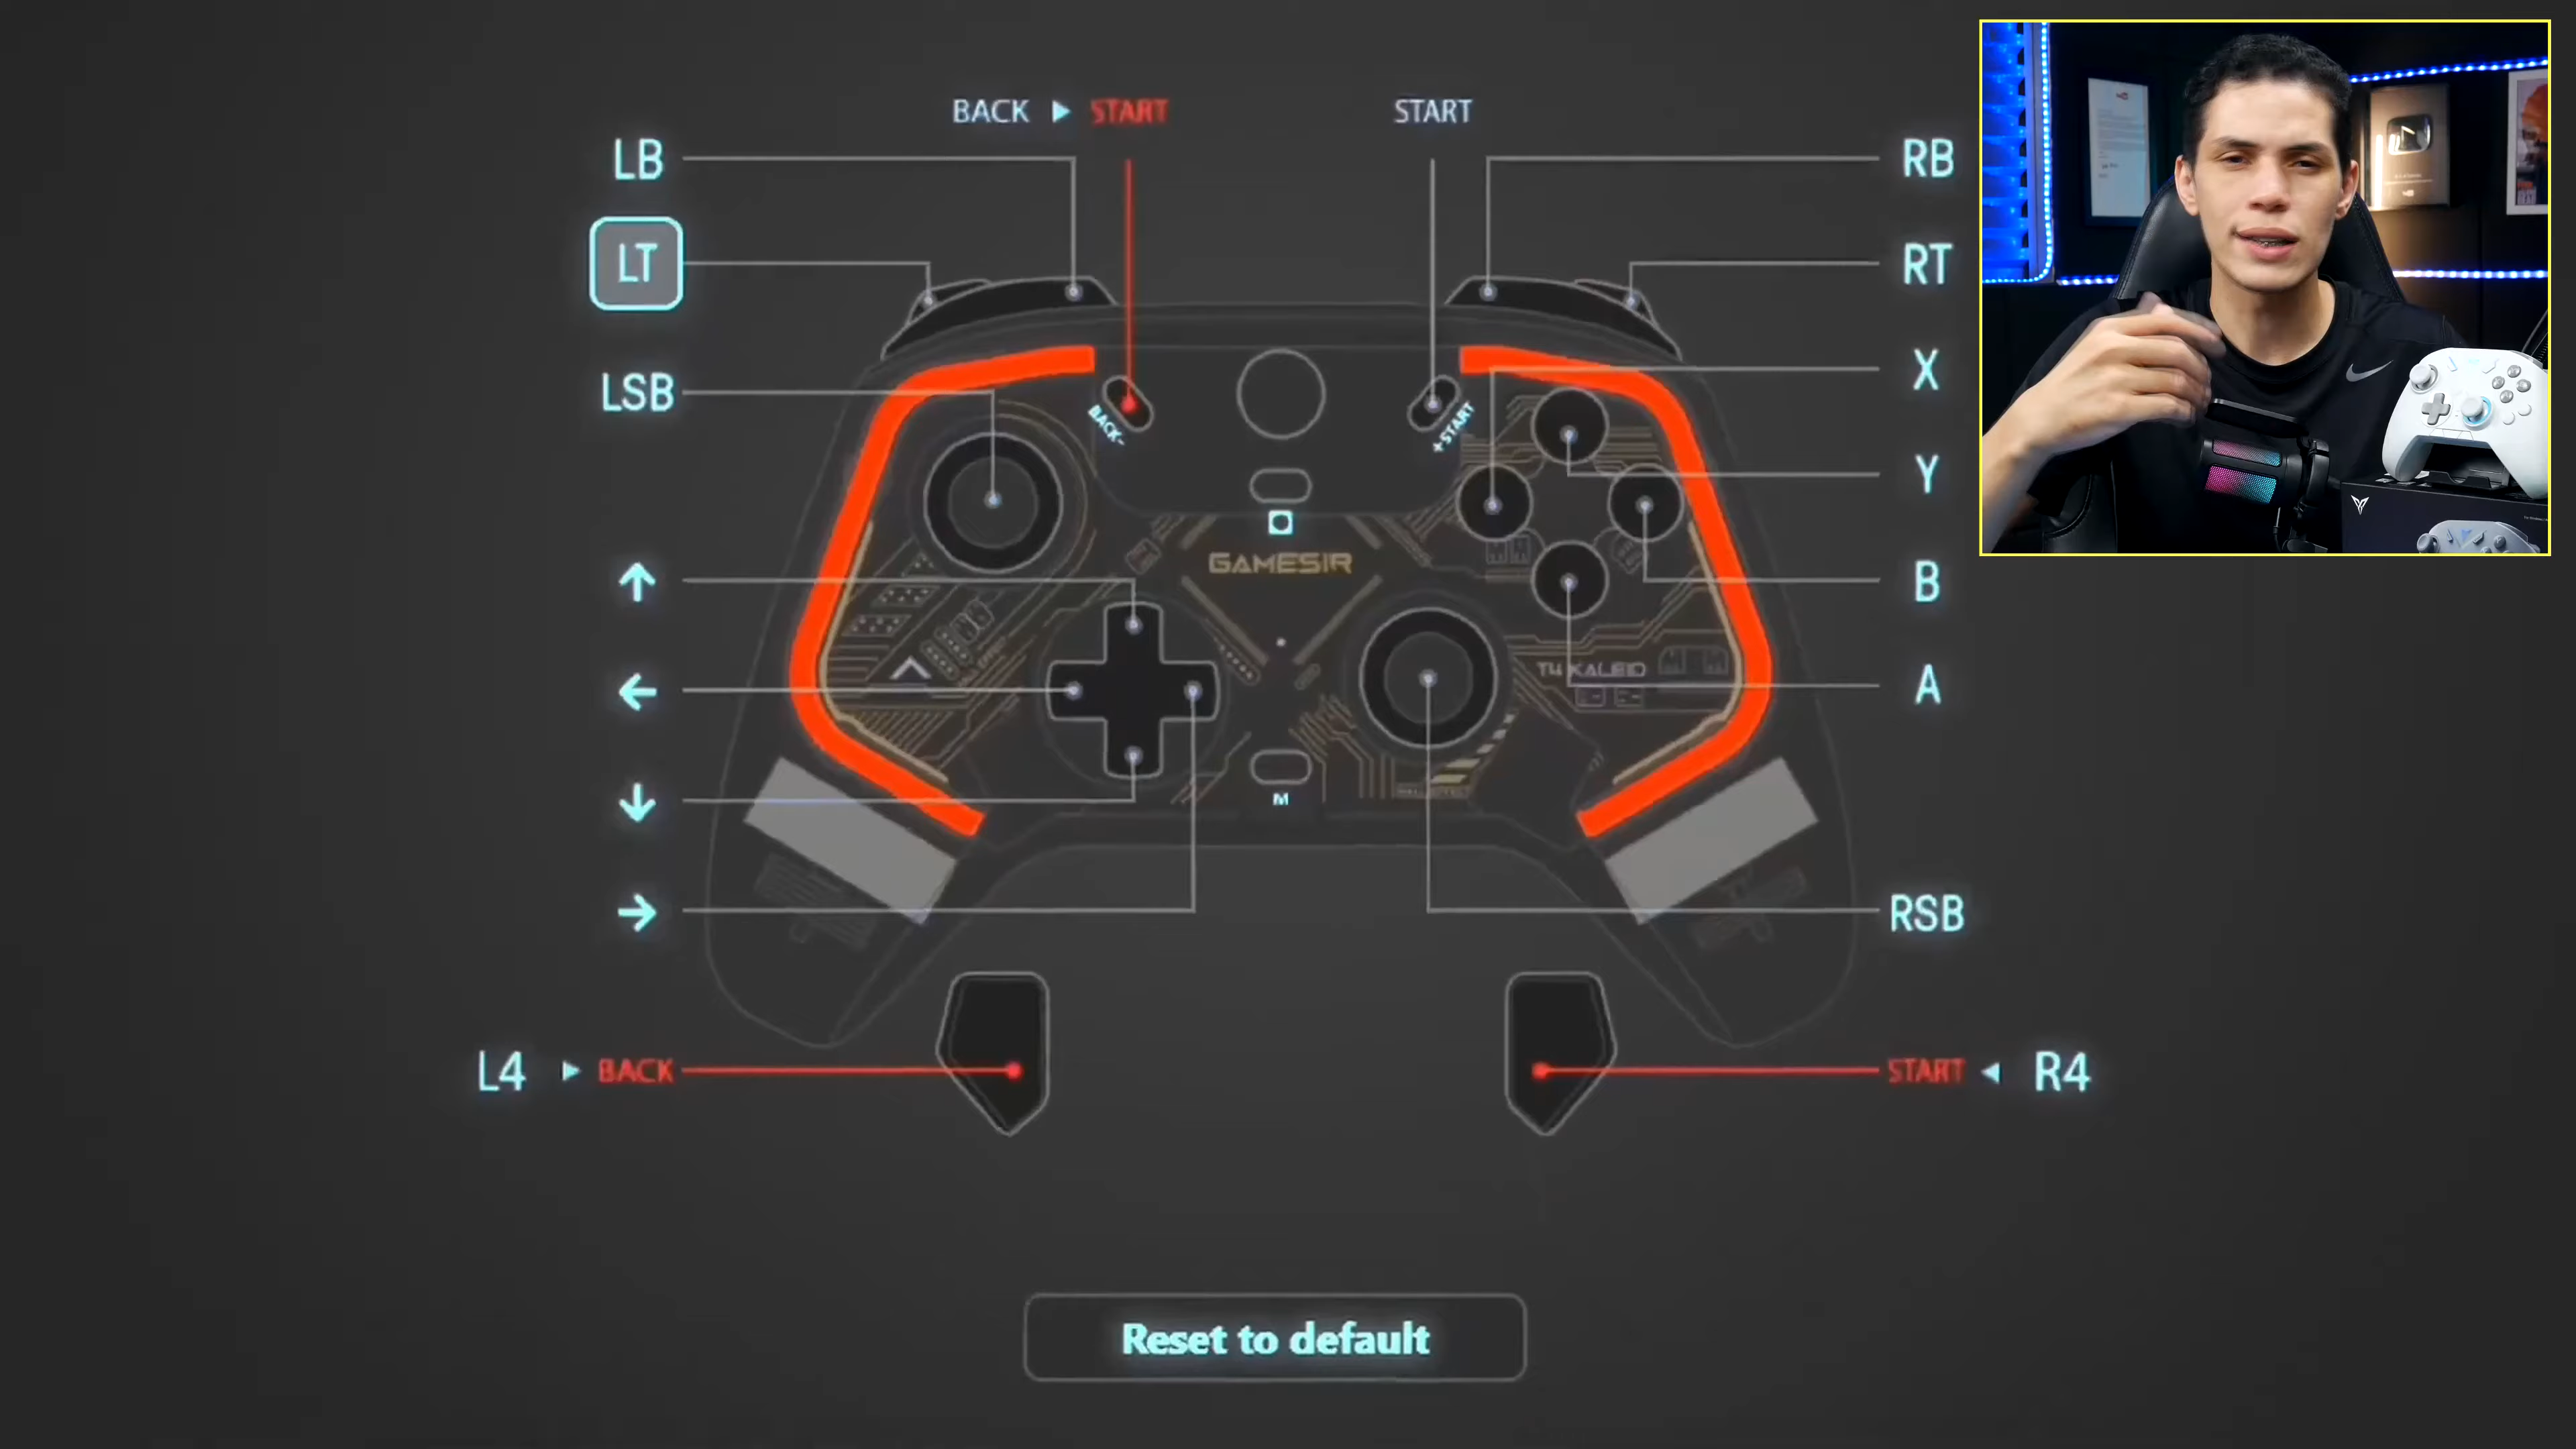 BACK ▶ START
START
LB
RB
LT
RT
LSB
X
BACK-
+START
Y
GAMESIR
↑
B
T4 KALEID
←
A
M
↓
→
RSB
L4 ▶ BACK
START ◀ R4
Reset to default